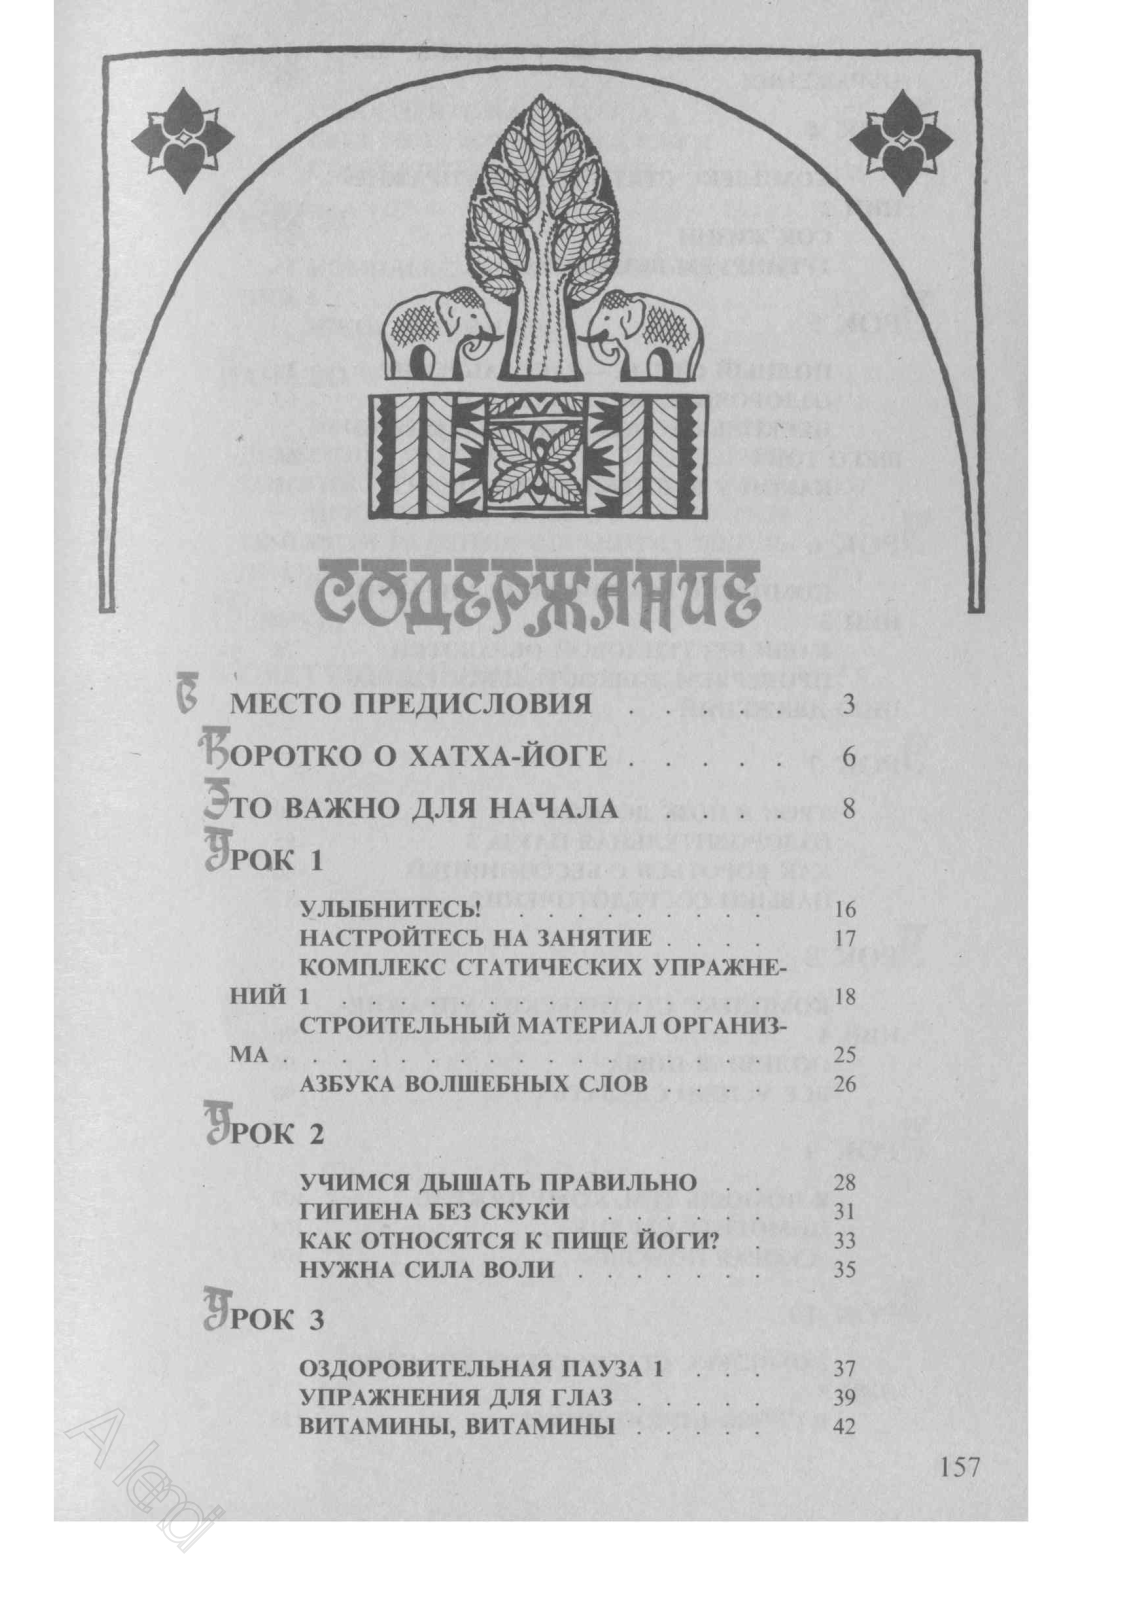 СОДЕРЖАНИЕ
ВМЕСТО ПРЕДИСЛОВИЯ . . . . . 3
КОРОТКО О ХАТХА-ЙОГЕ . . . . . 6
ЭТО ВАЖНО ДЛЯ НАЧАЛА . . . . 8
УРОК 1
УЛЫБНИТЕСЬ! . . . . . . . . . 16
НАСТРОЙТЕСЬ НА ЗАНЯТИЕ . . . . 17
КОМПЛЕКС СТАТИЧЕСКИХ УПРАЖНЕ-
НИЙ 1 . . . . . . . . . . . . . . 18
СТРОИТЕЛЬНЫЙ МАТЕРИАЛ ОРГАНИЗ-
МА . . . . . . . . . . . . . . . 25
АЗБУКА ВОЛШЕБНЫХ СЛОВ . . . . 26
УРОК 2
УЧИМСЯ ДЫШАТЬ ПРАВИЛЬНО . . 28
ГИГИЕНА БЕЗ СКУКИ . . . . . . 31
КАК ОТНОСЯТСЯ К ПИЩЕ ЙОГИ? . 33
НУЖНА СИЛА ВОЛИ . . . . . . . 35
УРОК 3
ОЗДОРОВИТЕЛЬНАЯ ПАУЗА 1 . . . 37
УПРАЖНЕНИЯ ДЛЯ ГЛАЗ . . . . . 39
ВИТАМИНЫ, ВИТАМИНЫ . . . . . 42
157
Alendi